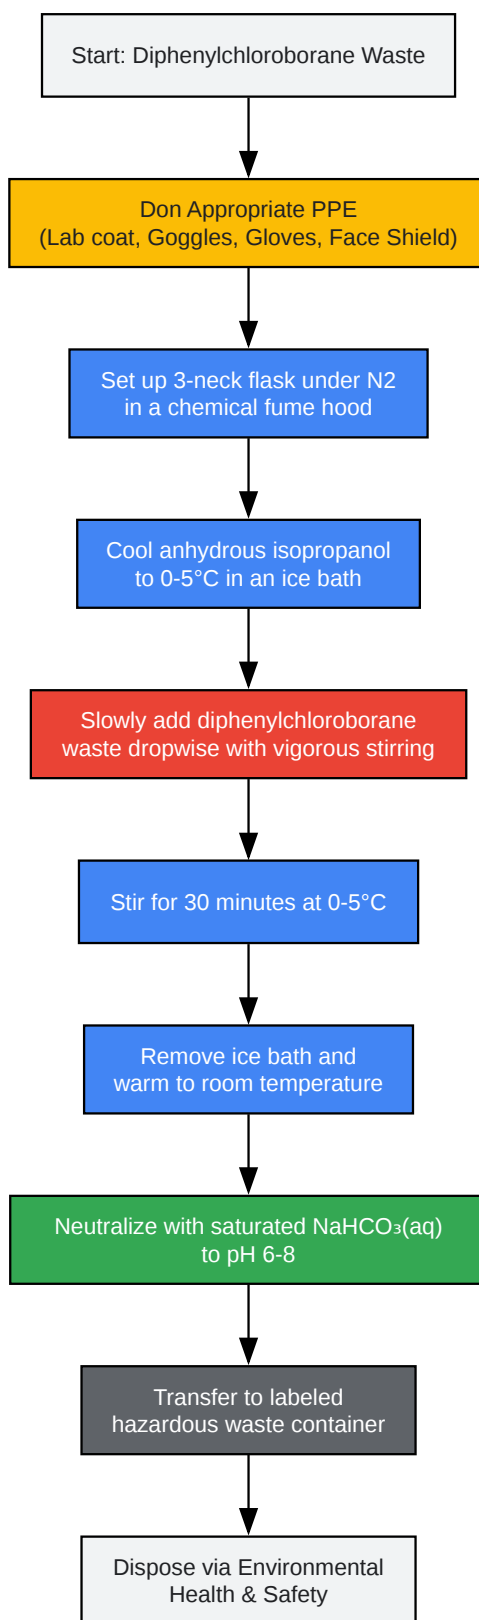 Start: Diphenylchloroborane Waste
Don Appropriate PPE
(Lab coat, Goggles, Gloves, Face Shield)
Set up 3-neck flask under N2
in a chemical fume hood
Cool anhydrous isopropanol
to 0-5°C in an ice bath
Slowly add diphenylchloroborane
waste dropwise with vigorous stirring
Stir for 30 minutes at 0-5°C
Remove ice bath and
warm to room temperature
Neutralize with saturated NaHCO₃(aq)
to pH 6-8
Transfer to labeled
hazardous waste container
Dispose via Environmental
Health & Safety